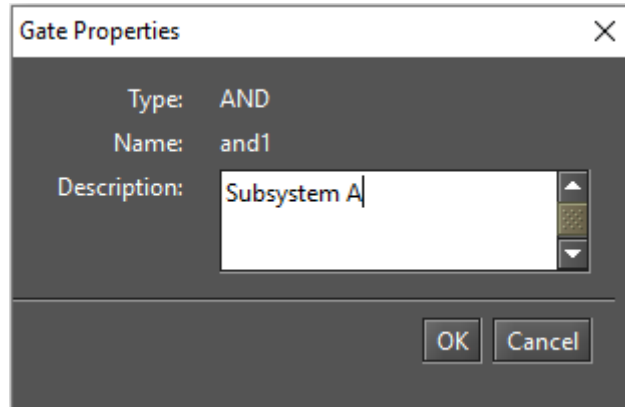 Gate Properties
Type: AND
Name: and1
Description: Subsystem A
OK Cancel